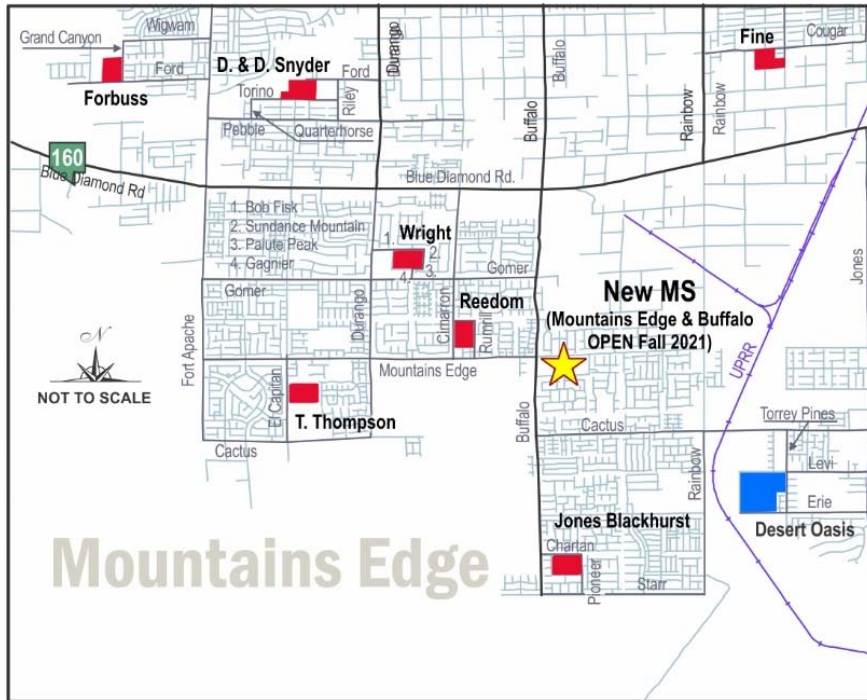 Grand Canyon
Wigwam
Ford
Forbuss
D. & D. Snyder
Ford
Torino
Riley
Pebble
Quarterhorse
Durango
Buffalo
Buffalo
Rainbow
Rainbow
Fine
Cougar
160
Blue Diamond Rd
Blue Diamond Rd.
1. Bob Fisk
2. Sundance Mountain
3. Paiute Peak
4. Gagnier
Wright
1.
2.
3.
4.
Gomer
Gomer
Durango
Cimarron
Reedom
Rumrill
New MS
(Mountains Edge & Buffalo
OPEN Fall 2021)
Jones
UPRR
N
NOT TO SCALE
Fort Apache
El Capitan
Mountains Edge
T. Thompson
Cactus
Buffalo
Cactus
Rainbow
Torrey Pines
Levi
Erie
Desert Oasis
Jones Blackhurst
Chartan
Pioneer
Starr
Mountains Edge